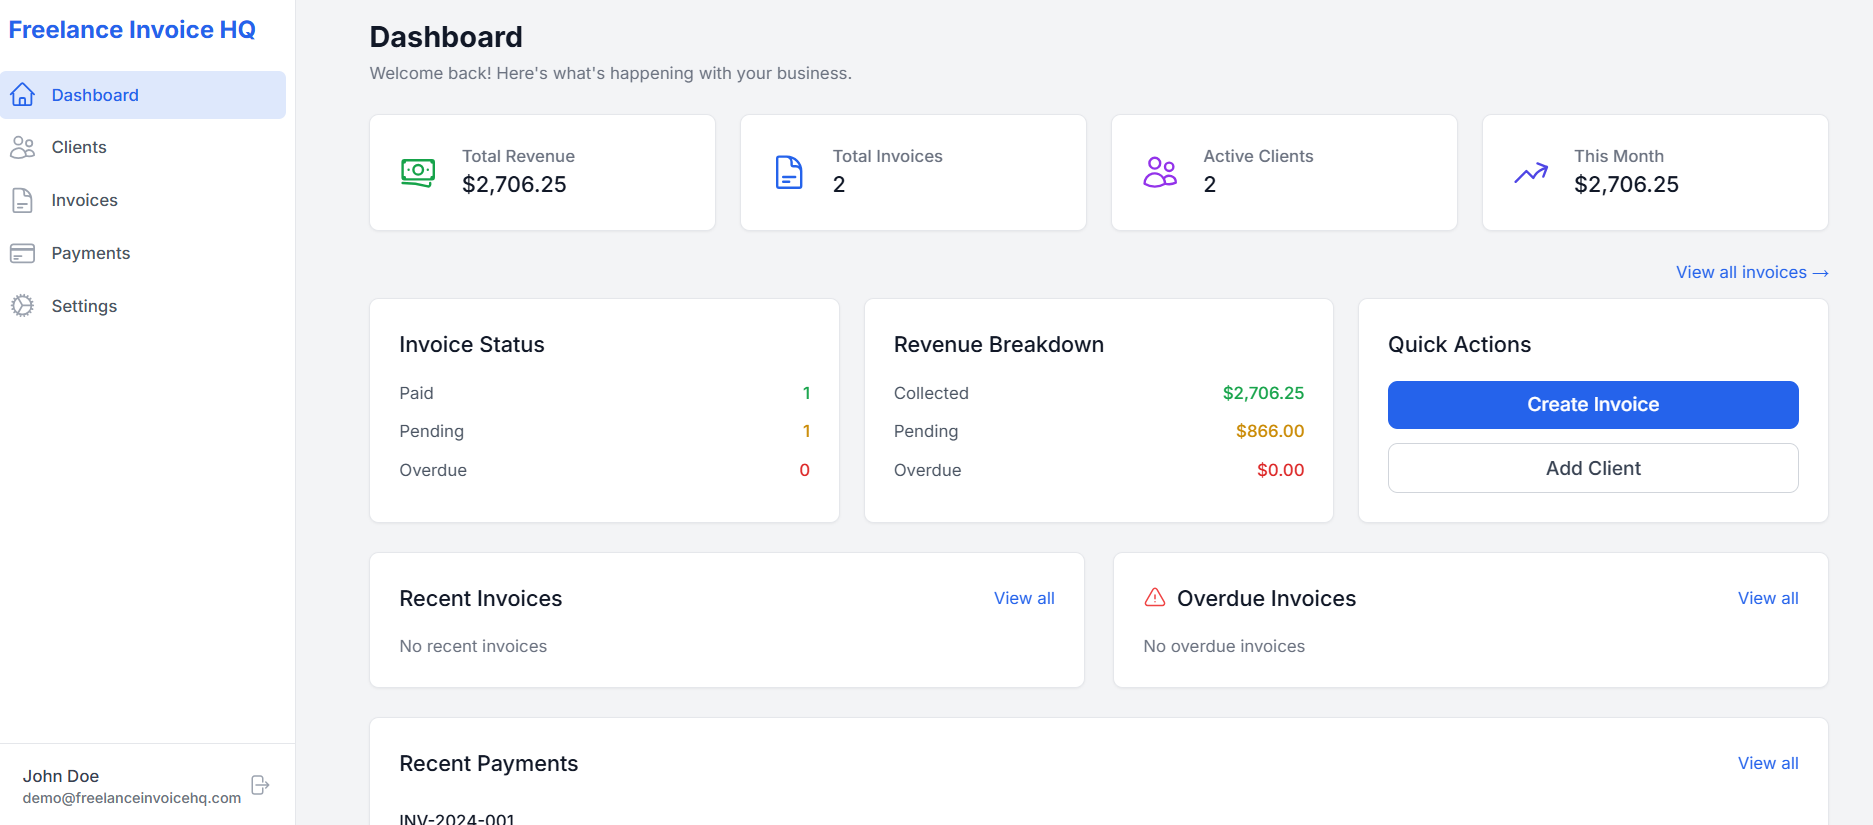 Freelance Invoice HQ
Dashboard
Clients
Invoices
Payments
Settings
John Doe
demo@freelanceinvoicehq.com
Dashboard
Welcome back! Here's what's happening with your business.
Total Revenue
$2,706.25
Total Invoices
2
Active Clients
2
This Month
$2,706.25
View all invoices →
Invoice Status
Paid 1
Pending 1
Overdue 0
Revenue Breakdown
Collected $2,706.25
Pending $866.00
Overdue $0.00
Quick Actions
Create Invoice
Add Client
Recent Invoices View all
No recent invoices
Overdue Invoices View all
No overdue invoices
Recent Payments View all
INV-2024-001